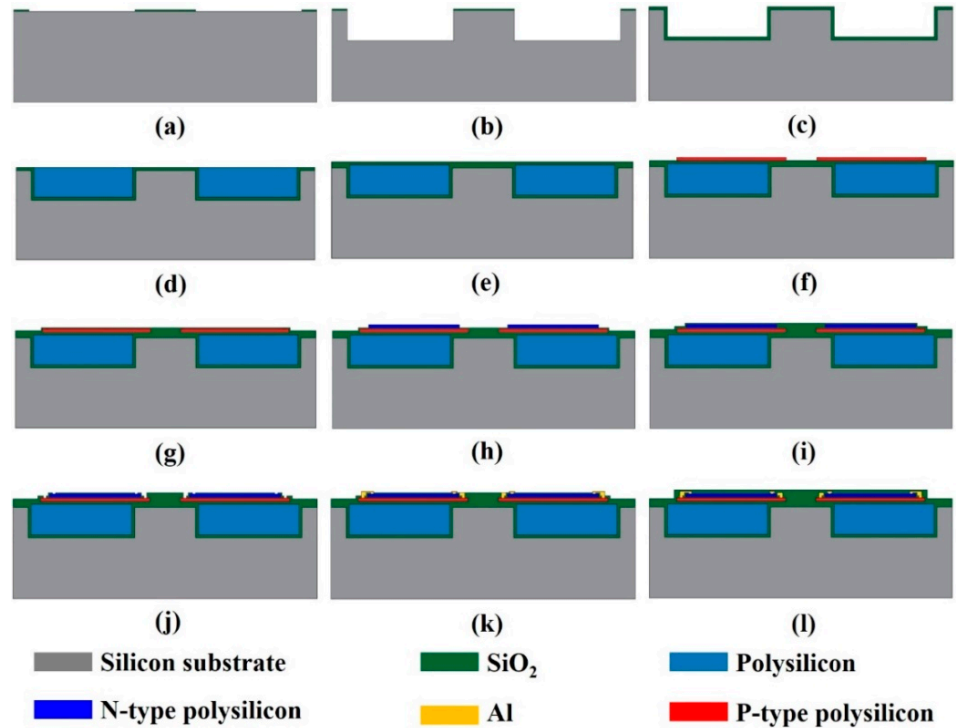 (a) (b) (c)
(d) (e) (f)
(g) (h) (i)
(j) (k) (l)
Silicon substrate SiO₂ Polysilicon
N-type polysilicon Al P-type polysilicon